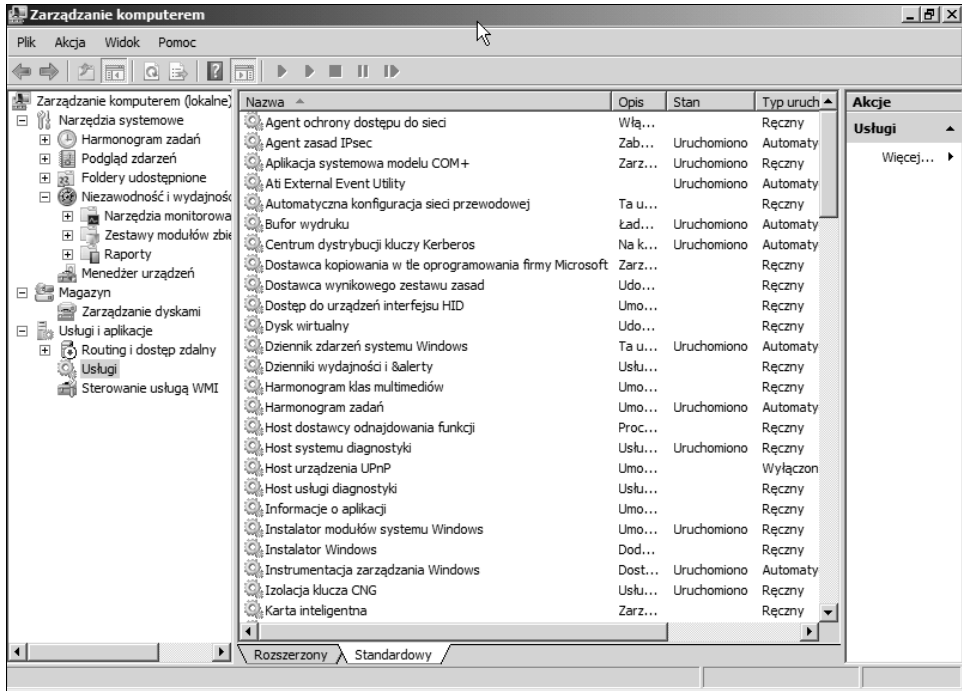 Zarządzanie komputerem
Plik Akcja Widok Pomoc
Zarządzanie komputerem (lokalne)
Narzędzia systemowe
Harmonogram zadań
Podgląd zdarzeń
Foldery udostępnione
Niezawodność i wydajność
Narzędzia monitorowa
Zestawy modułów zbie
Raporty
Menedżer urządzeń
Magazyn
Zarządzanie dyskami
Usługi i aplikacje
Routing i dostęp zdalny
Usługi
Sterowanie usługą WMI
Nazwa Opis Stan Typ uruch
Agent ochrony dostępu do sieci Włą... Ręczny
Agent zasad IPsec Zab... Uruchomiono Automaty
Aplikacja systemowa modelu COM+ Zarz... Uruchomiono Ręczny
Ati External Event Utility Uruchomiono Automaty
Automatyczna konfiguracja sieci przewodowej Ta u... Ręczny
Bufor wydruku Ład... Uruchomiono Automaty
Centrum dystrybucji kluczy Kerberos Na k... Uruchomiono Automaty
Dostawca kopiowania w tle oprogramowania firmy Microsoft Zarz... Ręczny
Dostawca wynikowego zestawu zasad Udo... Ręczny
Dostęp do urządzeń interfejsu HID Umo... Ręczny
Dysk wirtualny Udo... Ręczny
Dziennik zdarzeń systemu Windows Ta u... Uruchomiono Automaty
Dzienniki wydajności i &alerty Usłu... Ręczny
Harmonogram klas multimediów Umo... Ręczny
Harmonogram zadań Umo... Uruchomiono Automaty
Host dostawcy odnajdowania funkcji Proc... Ręczny
Host systemu diagnostyki Usłu... Uruchomiono Ręczny
Host urządzenia UPnP Umo... Wyłączon
Host usługi diagnostyki Usłu... Ręczny
Informacje o aplikacji Umo... Ręczny
Instalator modułów systemu Windows Umo... Uruchomiono Ręczny
Instalator Windows Dod... Ręczny
Instrumentacja zarządzania Windows Dost... Uruchomiono Automaty
Izolacja klucza CNG Usłu... Uruchomiono Ręczny
Karta inteligentna Zarz... Ręczny
Rozszerzony Standardowy
Akcje
Usługi
Więcej...